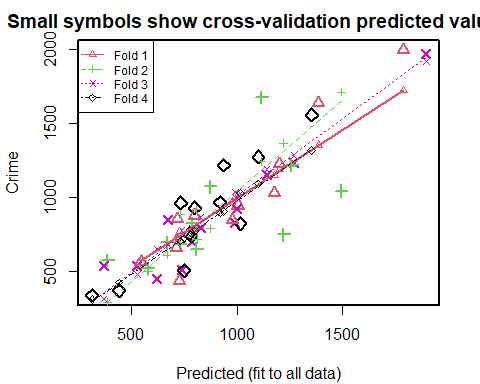 Small symbols show cross-validation predicted valu
Fold 1
Fold 2
Fold 3
Fold 4
2000
1500
1000
500
Crime
500 1000 1500
Predicted (fit to all data)